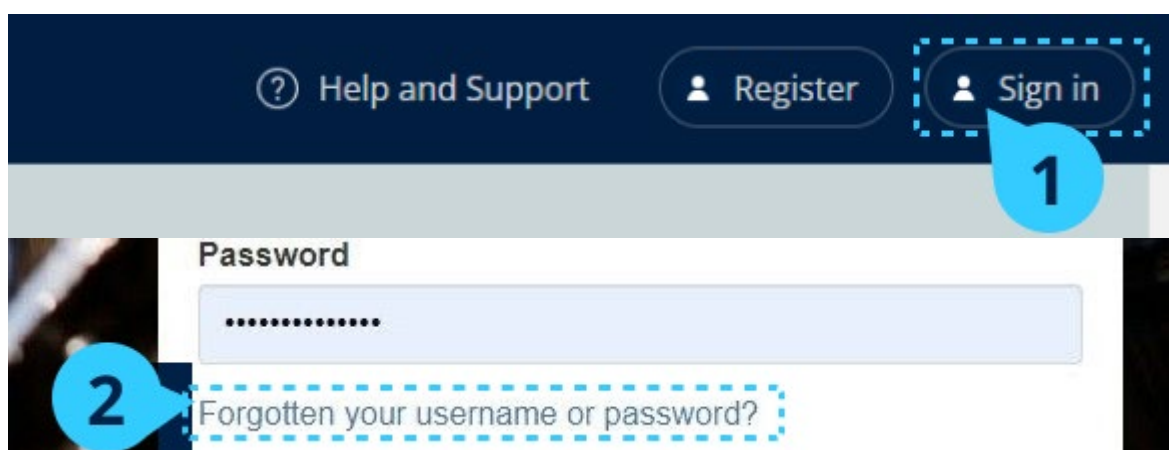 Help and Support Register Sign in
1
Password
••••••••••••••
2
Forgotten your username or password?